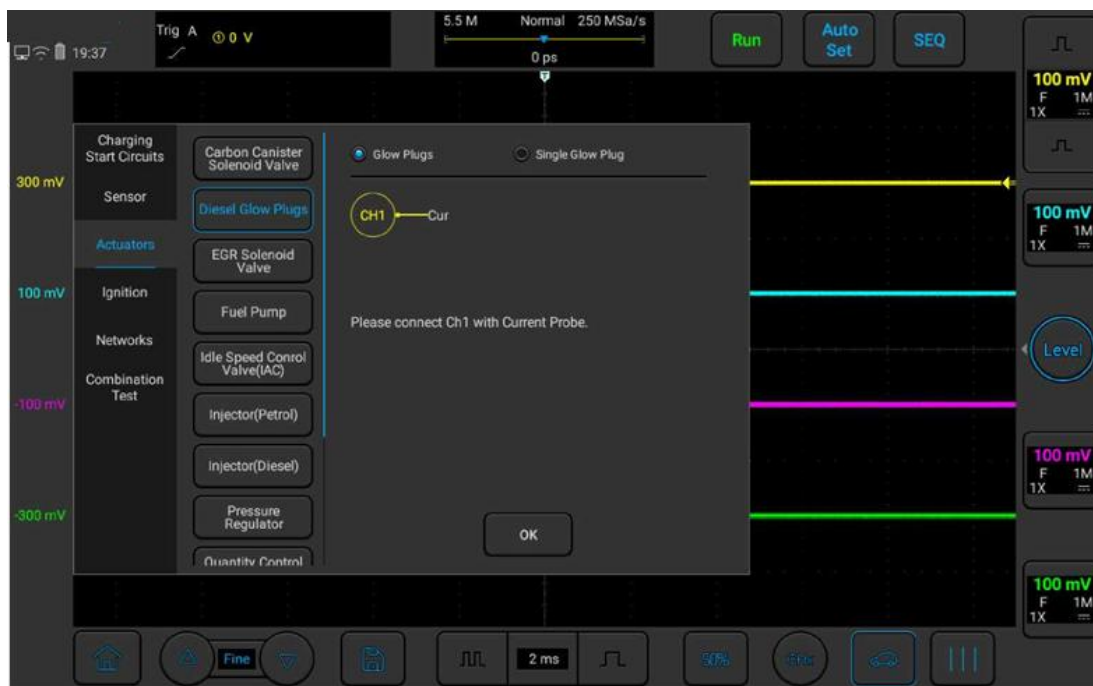 19:37
Trig A ① 0 V
5.5 M Normal 250 MSa/s
0 ps
T
Run
Auto
Set
SEQ
100 mV
F 1M
1X
300 mV
100 mV
-100 mV
-300 mV
Charging
Start Circuits
Sensor
Actuators
Ignition
Networks
Combination
Test
Carbon Canister
Solenoid Valve
Diesel Glow Plugs
EGR Solenoid
Valve
Fuel Pump
Idle Speed Conrol
Valve(IAC)
Injector(Petrol)
Injector(Diesel)
Pressure
Regulator
Quantity Control
Glow Plugs
Single Glow Plug
CH1 Cur
Please connect Ch1 with Current Probe.
OK
100 mV
F 1M
1X
Level
100 mV
F 1M
1X
100 mV
F 1M
1X
Fine
2 ms
50%